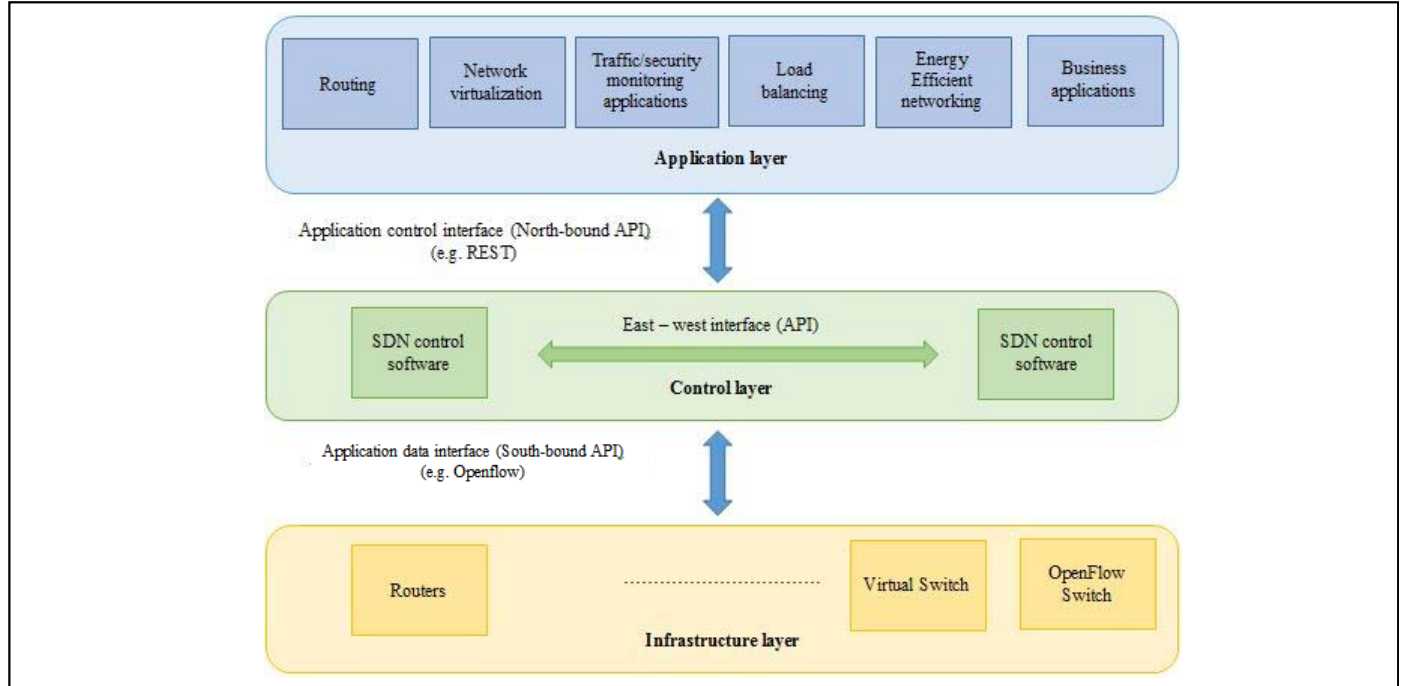 Routing
Network
virtualization
Traffic/security
monitoring
applications
Load
balancing
Energy
Efficient
networking
Business
applications
Application layer
Application control interface (North-bound API)
(e.g. REST)
SDN control
software
East – west interface (API)
SDN control
software
Control layer
Application data interface (South-bound API)
(e.g. Openflow)
Routers
....................................
Virtual Switch
OpenFlow
Switch
Infrastructure layer